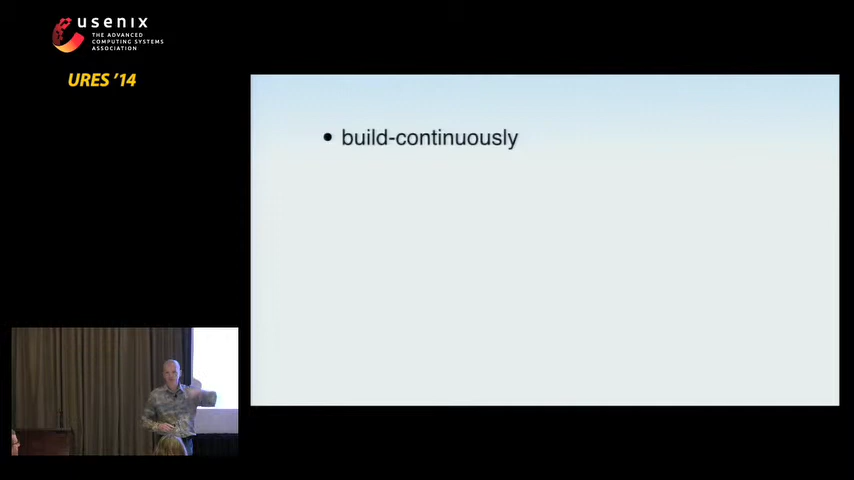 usenix
THE ADVANCED
COMPUTING SYSTEMS
ASSOCIATION
URES '14
• build-continuously